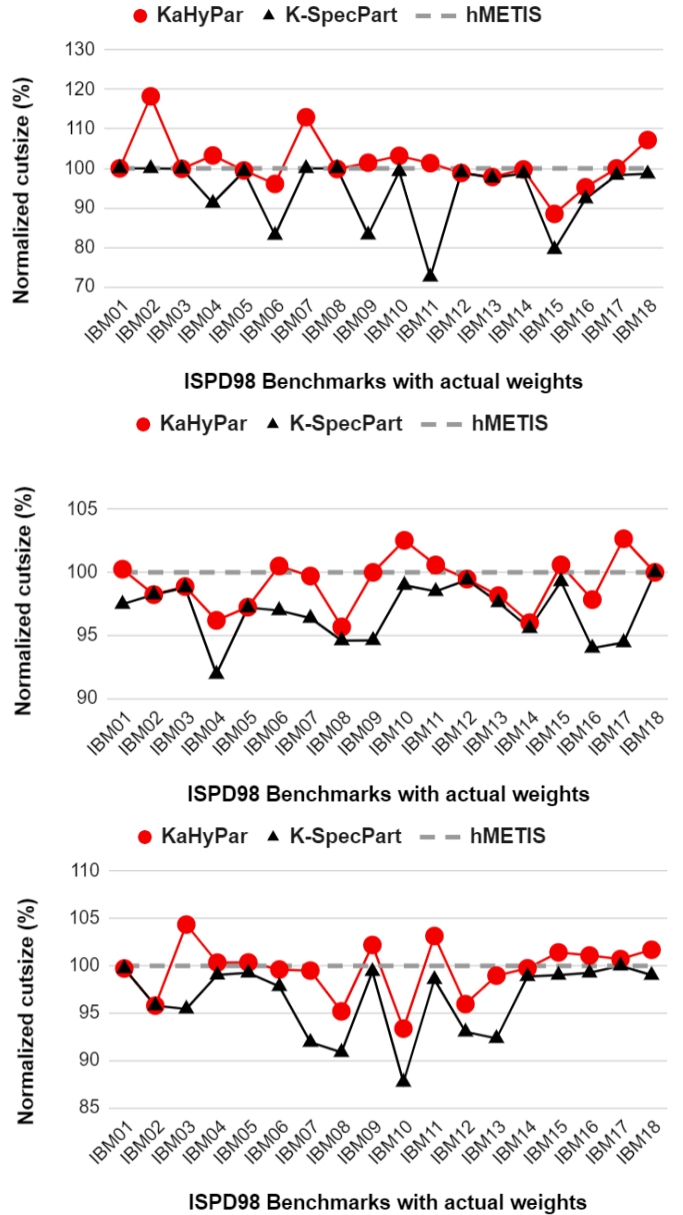 KaHyPar K-SpecPart hMETIS
Normalized cutsize (%)
130
120
110
100
90
80
70
IBM01 IBM02 IBM03 IBM04 IBM05 IBM06 IBM07 IBM08 IBM09 IBM10 IBM11 IBM12 IBM13 IBM14 IBM15 IBM16 IBM17 IBM18
ISPD98 Benchmarks with actual weights
KaHyPar K-SpecPart hMETIS
Normalized cutsize (%)
105
100
95
90
IBM01 IBM02 IBM03 IBM04 IBM05 IBM06 IBM07 IBM08 IBM09 IBM10 IBM11 IBM12 IBM13 IBM14 IBM15 IBM16 IBM17 IBM18
ISPD98 Benchmarks with actual weights
KaHyPar K-SpecPart hMETIS
Normalized cutsize (%)
110
105
100
95
90
85
IBM01 IBM02 IBM03 IBM04 IBM05 IBM06 IBM07 IBM08 IBM09 IBM10 IBM11 IBM12 IBM13 IBM14 IBM15 IBM16 IBM17 IBM18
ISPD98 Benchmarks with actual weights